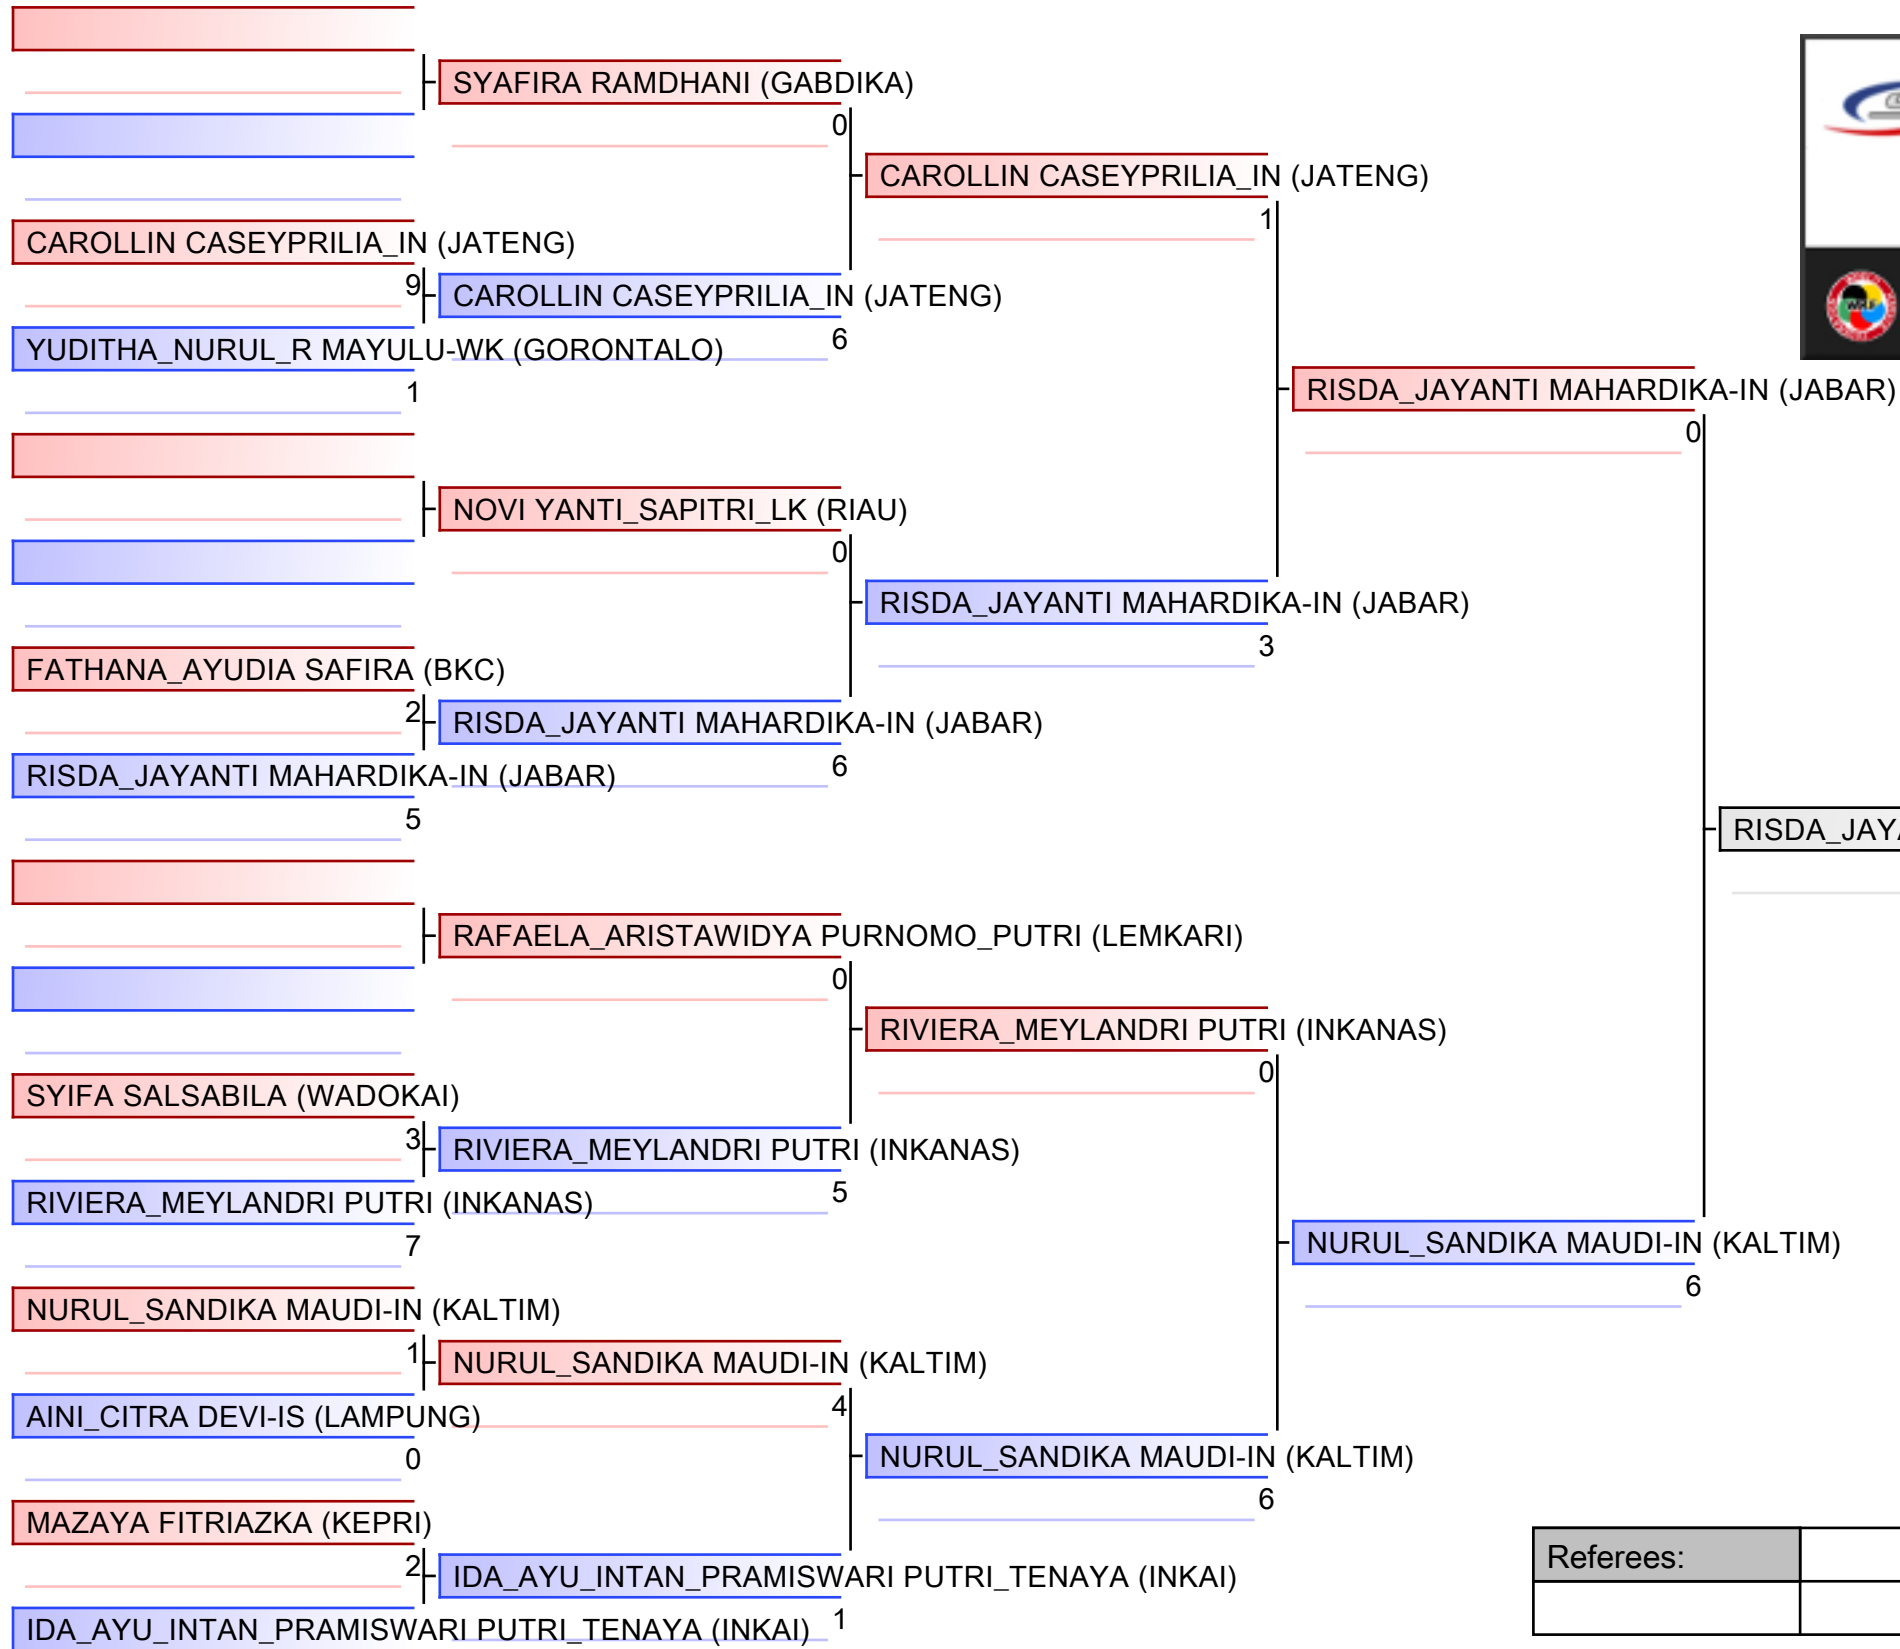 SYAFIRA RAMDHANI (GABDIKA)
0
CAROLLIN CASEYPRILIA_IN (JATENG)
1
CAROLLIN CASEYPRILIA_IN (JATENG)
9
CAROLLIN CASEYPRILIA_IN (JATENG)
6
YUDITHA_NURUL_R MAYULU-WK (GORONTALO)
1
RISDA_JAYANTI MAHARDIKA-IN (JABAR)
0
NOVI YANTI_SAPITRI_LK (RIAU)
0
RISDA_JAYANTI MAHARDIKA-IN (JABAR)
3
FATHANA_AYUDIA SAFIRA (BKC)
2
RISDA_JAYANTI MAHARDIKA-IN (JABAR)
6
RISDA_JAYANTI MAHARDIKA-IN (JABAR)
5
RISDA_JAY
RAFAELA_ARISTAWIDYA PURNOMO_PUTRI (LEMKARI)
0
RIVIERA_MEYLANDRI PUTRI (INKANAS)
0
SYIFA SALSABILA (WADOKAI)
3
RIVIERA_MEYLANDRI PUTRI (INKANAS)
5
RIVIERA_MEYLANDRI PUTRI (INKANAS)
7
NURUL_SANDIKA MAUDI-IN (KALTIM)
6
NURUL_SANDIKA MAUDI-IN (KALTIM)
1
NURUL_SANDIKA MAUDI-IN (KALTIM)
4
AINI_CITRA DEVI-IS (LAMPUNG)
0
NURUL_SANDIKA MAUDI-IN (KALTIM)
6
MAZAYA FITRIAZKA (KEPRI)
2
IDA_AYU_INTAN_PRAMISWARI PUTRI_TENAYA (INKAI)
1
IDA_AYU_INTAN_PRAMISWARI PUTRI_TENAYA (INKAI)
Referees: